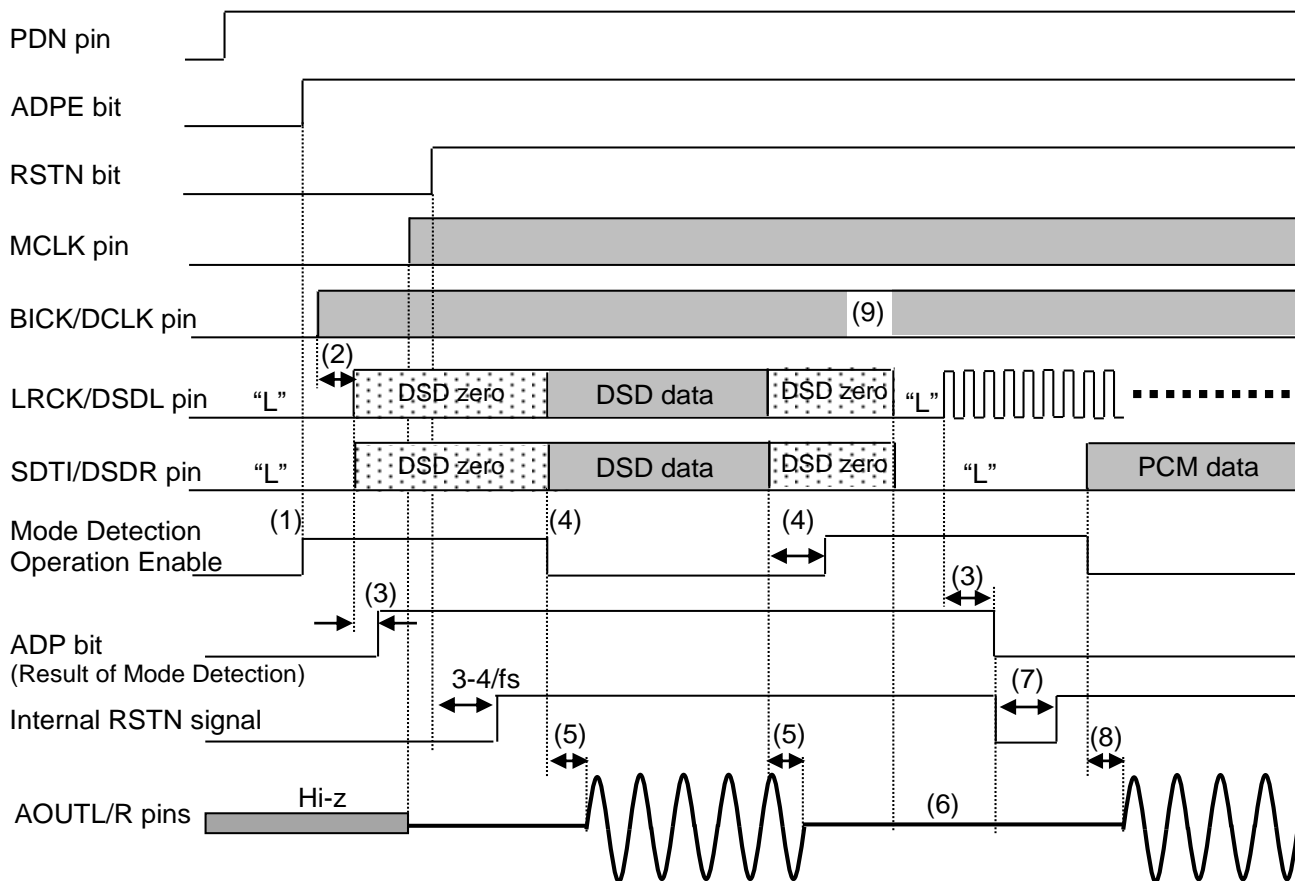 PDN pin
ADPE bit
RSTN bit
MCLK pin
BICK/DCLK pin
(9)
(2)
LRCK/DSDL pin “L” DSD zero DSD data DSD zero “L”
SDTI/DSDR pin “L” DSD zero DSD data DSD zero “L” PCM data
Mode Detection
Operation Enable
(1) (4) (4)
(3) (3)
ADP bit
(Result of Mode Detection)
3-4/fs (7)
Internal RSTN signal
(5) (5) (8)
AOUTL/R pins Hi-z (6)